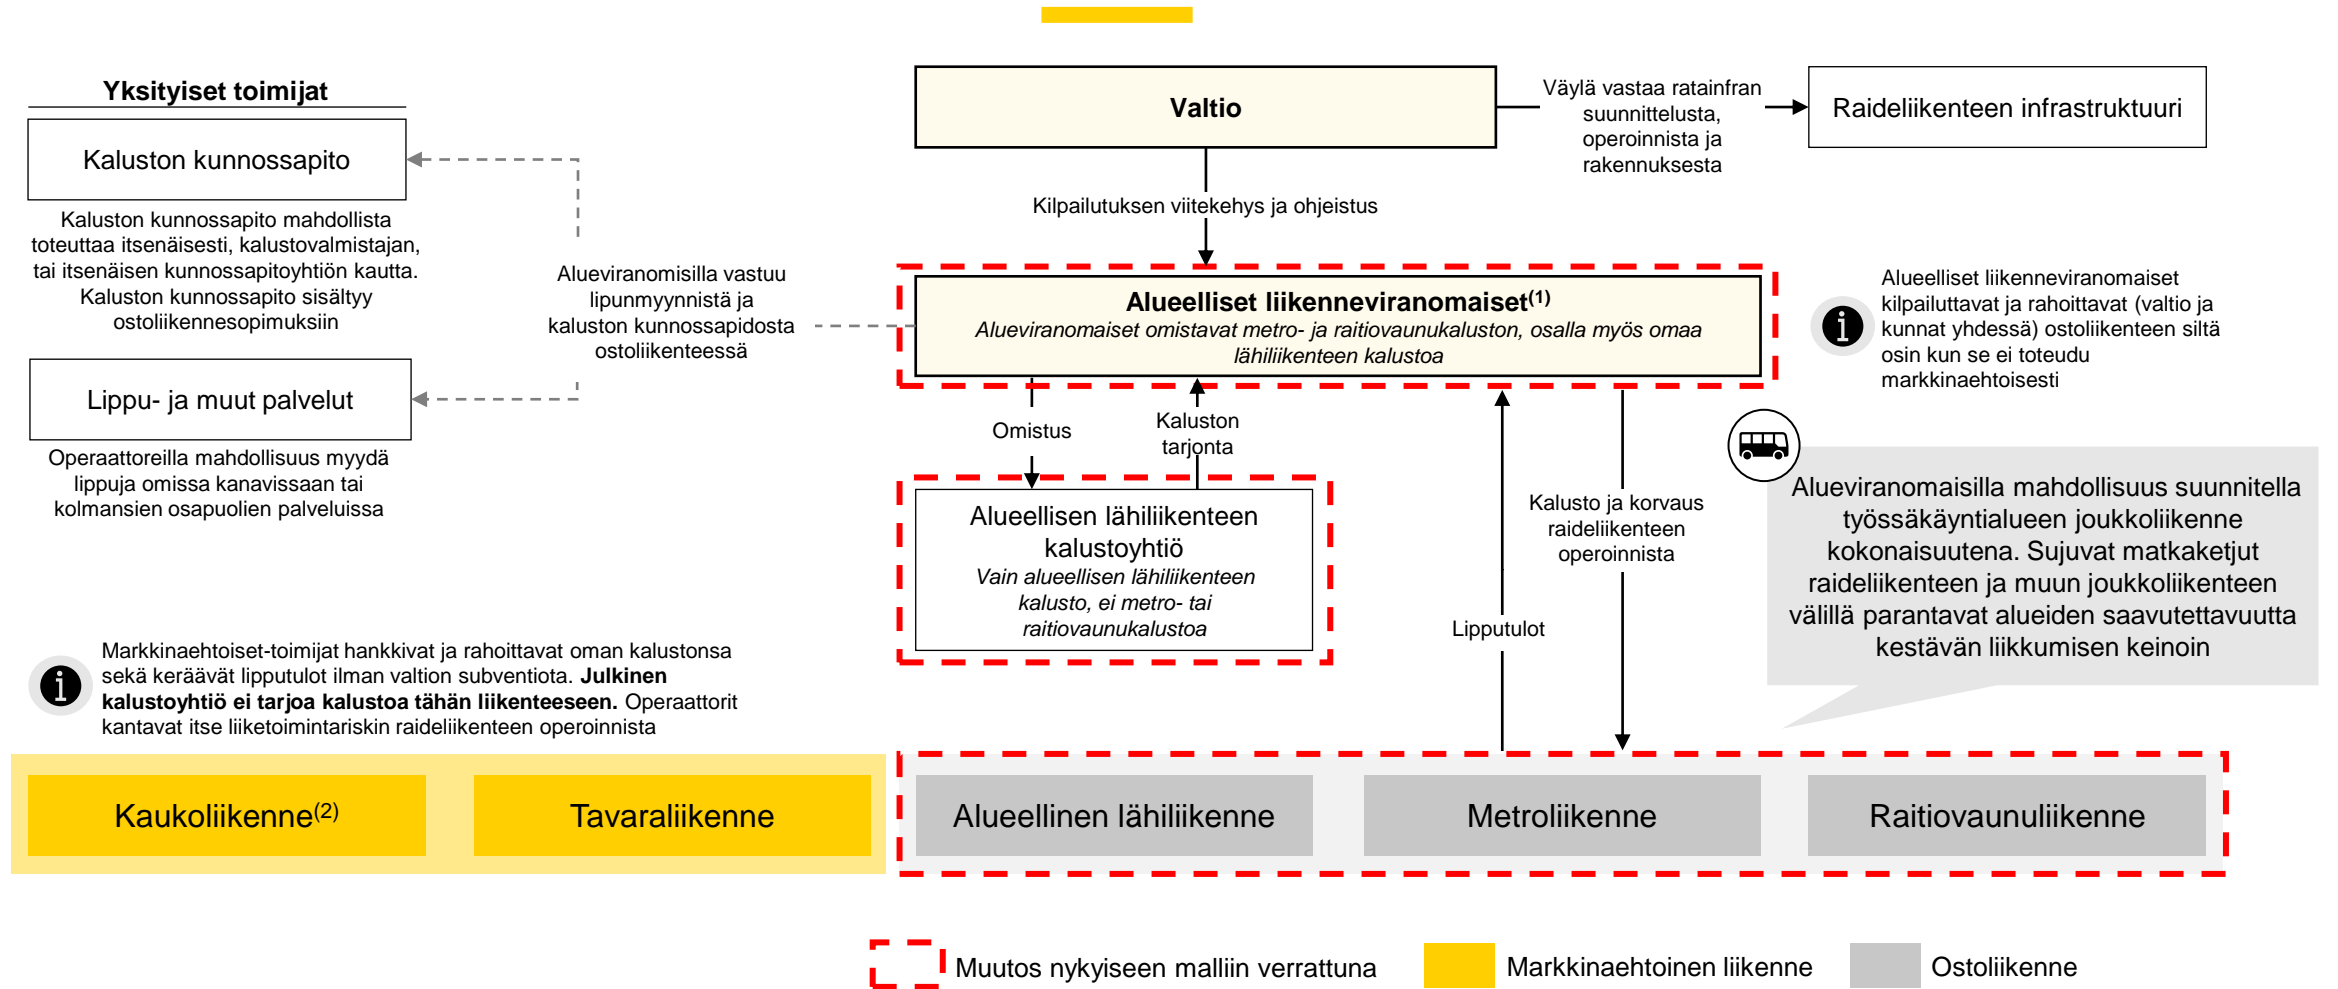 Yksityiset toimijat
Kaluston kunnossapito
Kaluston kunnossapito mahdollista
toteuttaa itsenäisesti, kalustovalmistajan,
tai itsenäisen kunnossapitoyhtiön kautta.
Kaluston kunnossapito sisältyy
ostoliikennesopimuksiin
Lippu- ja muut palvelut
Operaattoreilla mahdollisuus myydä
lippuja omissa kanavissaan tai
kolmansien osapuolien palveluissa
Alueviranomisilla vastuu
lipunmyynnistä ja
kaluston kunnossapidosta
ostoliikenteessä
Valtio
Väylä vastaa ratainfran
suunnittelusta,
operoinnista ja
rakennuksesta
Raideliikenteen infrastruktuuri
Kilpailutuksen viitekehys ja ohjeistus
Alueelliset liikenneviranomaiset(1)
Alueviranomaiset omistavat metro- ja raitiovaunukaluston, osalla myös omaa
lähiliikenteen kalustoa
Alueelliset liikenneviranomaiset
kilpailuttavat ja rahoittavat (valtio ja
kunnat yhdessä) ostoliikenteen siltä
osin kun se ei toteudu
markkinaehtoisesti
Omistus
Kaluston
tarjonta
Alueellisen lähiliikenteen
kalustoyhtiö
Vain alueellisen lähiliikenteen
kalusto, ei metro- tai
raitiovaunukalustoa
Lipputulot
Kalusto ja korvaus
raideliikenteen
operoinnista
Alueviranomaisilla mahdollisuus suunnitella
työssäkäyntialueen joukkoliikenne
kokonaisuutena. Sujuvat matkaketjut
raideliikenteen ja muun joukkoliikenteen
välillä parantavat alueiden saavutettavuutta
kestävän liikkumisen keinoin
Markkinaehtoiset-toimijat hankkivat ja rahoittavat oman kalustonsa
sekä keräävät lipputulot ilman valtion subventiota. Julkinen
kalustoyhtiö ei tarjoa kalustoa tähän liikenteeseen. Operaattorit
kantavat itse liiketoimintariskin raideliikenteen operoinnista
Kaukoliikenne(2)
Tavaraliikenne
Alueellinen lähiliikenne
Metroliikenne
Raitiovaunuliikenne
Muutos nykyiseen malliin verrattuna
Markkinaehtoinen liikenne
Ostoliikenne